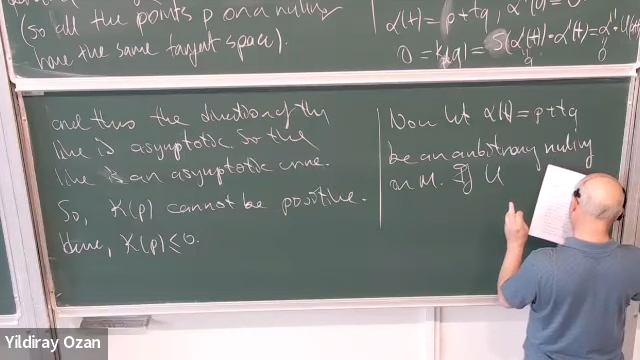 (so all the points p on a ruling
have the same tangent space).
α(t) = p+tq,
0 = k(q) = S(α'(t))·α'(t) = α''·U(α(t))
and thus the direction of the
line is asymptotic. So the
line is an asymptotic curve.
So, K(p) cannot be positive.
Hence, K(p) ≤ 0.
Now let α(t) = p+tq
be an arbitrary ruling
on M. If U
Yildiray Ozan